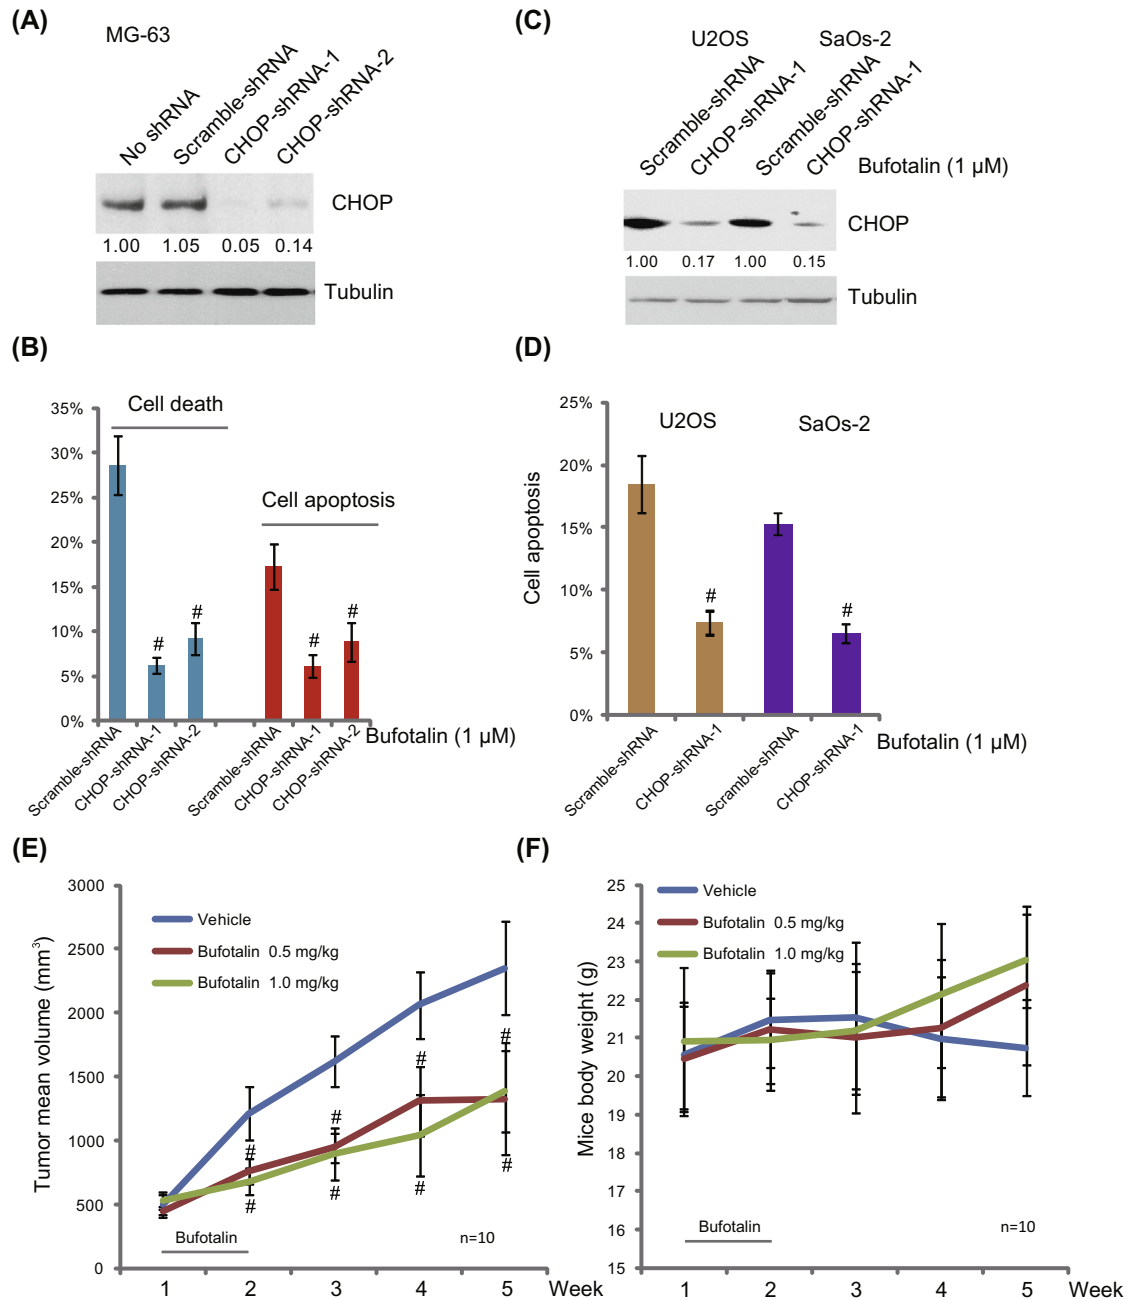 (A)
MG-63
No shRNA
Scramble-shRNA
CHOP-shRNA-1
CHOP-shRNA-2
CHOP
1.00 1.05 0.05 0.14
Tubulin
(C)
U2OS SaOs-2
Scramble-shRNA
CHOP-shRNA-1
Scramble-shRNA
CHOP-shRNA-1
Bufotalin (1 µM)
CHOP
1.00 0.17 1.00 0.15
Tubulin
(B)
Cell death
Cell apoptosis
35%
30%
25%
20%
15%
10%
5%
0%
# # # #
Scramble-shRNA
CHOP-shRNA-1
CHOP-shRNA-2
Scramble-shRNA
CHOP-shRNA-1
CHOP-shRNA-2
Bufotalin (1 µM)
(D)
Cell apoptosis
U2OS SaOs-2
25%
20%
15%
10%
5%
0%
# #
Scramble-shRNA
CHOP-shRNA-1
Scramble-shRNA
CHOP-shRNA-1
Bufotalin (1 µM)
(E)
Tumor mean volume (mm³)
3000
2500
2000
1500
1000
500
0
Vehicle
Bufotalin 0.5 mg/kg
Bufotalin 1.0 mg/kg
# # # #
# # # #
Bufotalin
n=10
1 2 3 4 5 Week
(F)
Mice body weight (g)
25
24
23
22
21
20
19
18
17
16
15
Vehicle
Bufotalin 0.5 mg/kg
Bufotalin 1.0 mg/kg
Bufotalin
n=10
1 2 3 4 5 Week